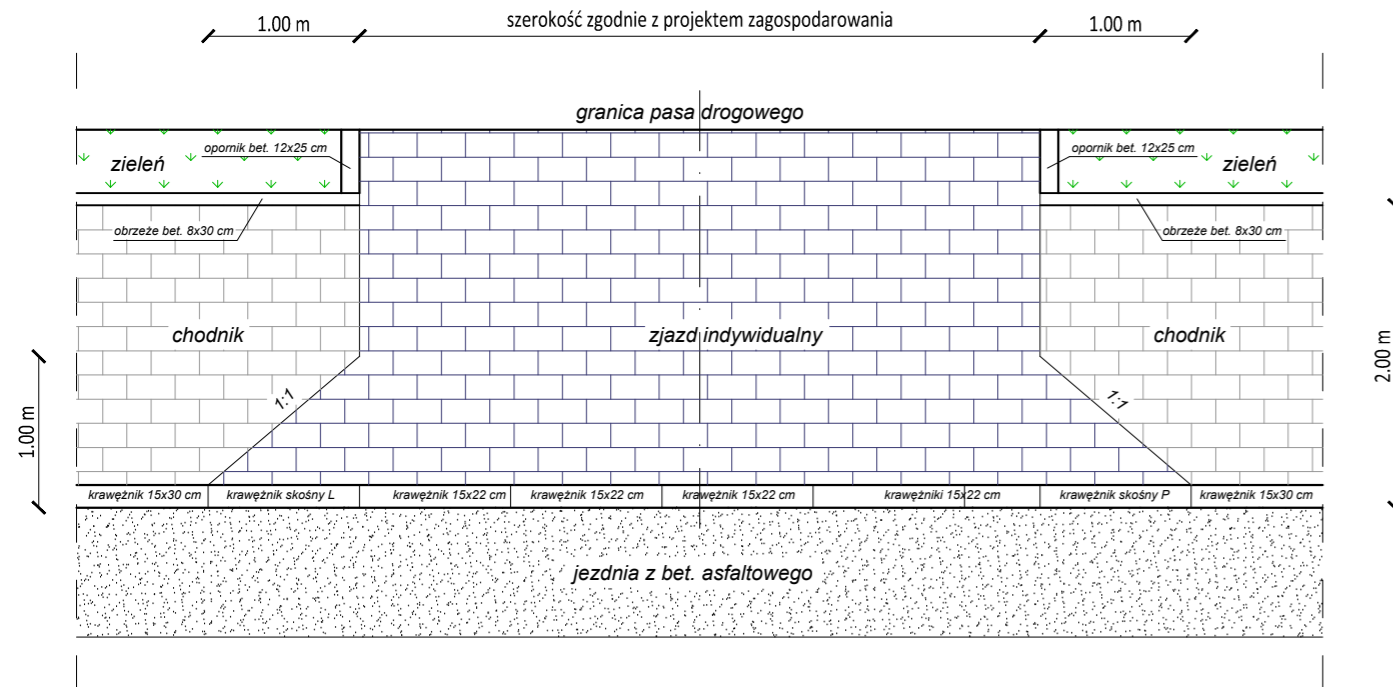 1.00 m
szerokość zgodnie z projektem zagospodarowania
1.00 m
granica pasa drogowego
opornik bet. 12x25 cm
opornik bet. 12x25 cm
zieleń
zieleń
obrzeże bet. 8x30 cm
obrzeże bet. 8x30 cm
chodnik
zjazd indywidualny
chodnik
2.00 m
1:1
1:1
1.00 m
krawężnik 15x30 cm
krawężnik skośny L
krawężnik 15x22 cm
krawężnik 15x22 cm
krawężnik 15x22 cm
krawężniki 15x22 cm
krawężnik skośny P
krawężnik 15x30 cm
jezdnia z bet. asfaltowego